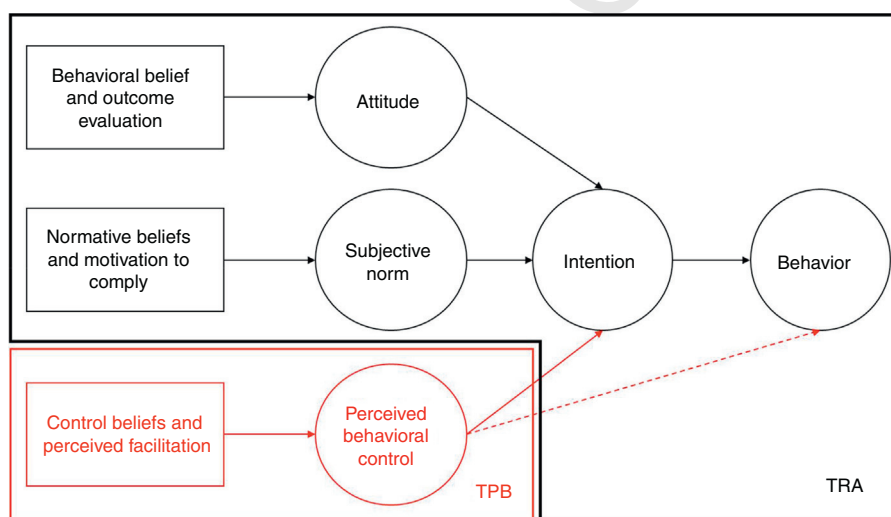 Behavioral belief
and outcome
evaluation
Attitude
Normative beliefs
and motivation to
comply
Subjective
norm
Intention
Behavior
Control beliefs and
perceived facilitation
Perceived
behavioral
control
TPB
TRA